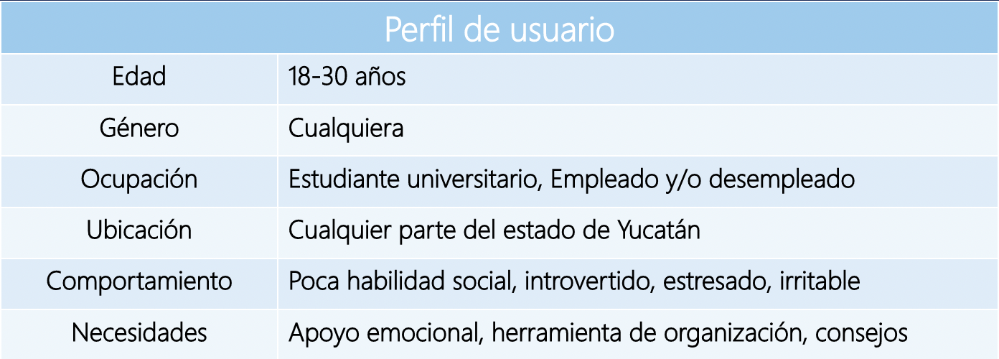 Perfil de usuario
Edad 18-30 años
Género Cualquiera
Ocupación Estudiante universitario, Empleado y/o desempleado
Ubicación Cualquier parte del estado de Yucatán
Comportamiento Poca habilidad social, introvertido, estresado, irritable
Necesidades Apoyo emocional, herramienta de organización, consejos